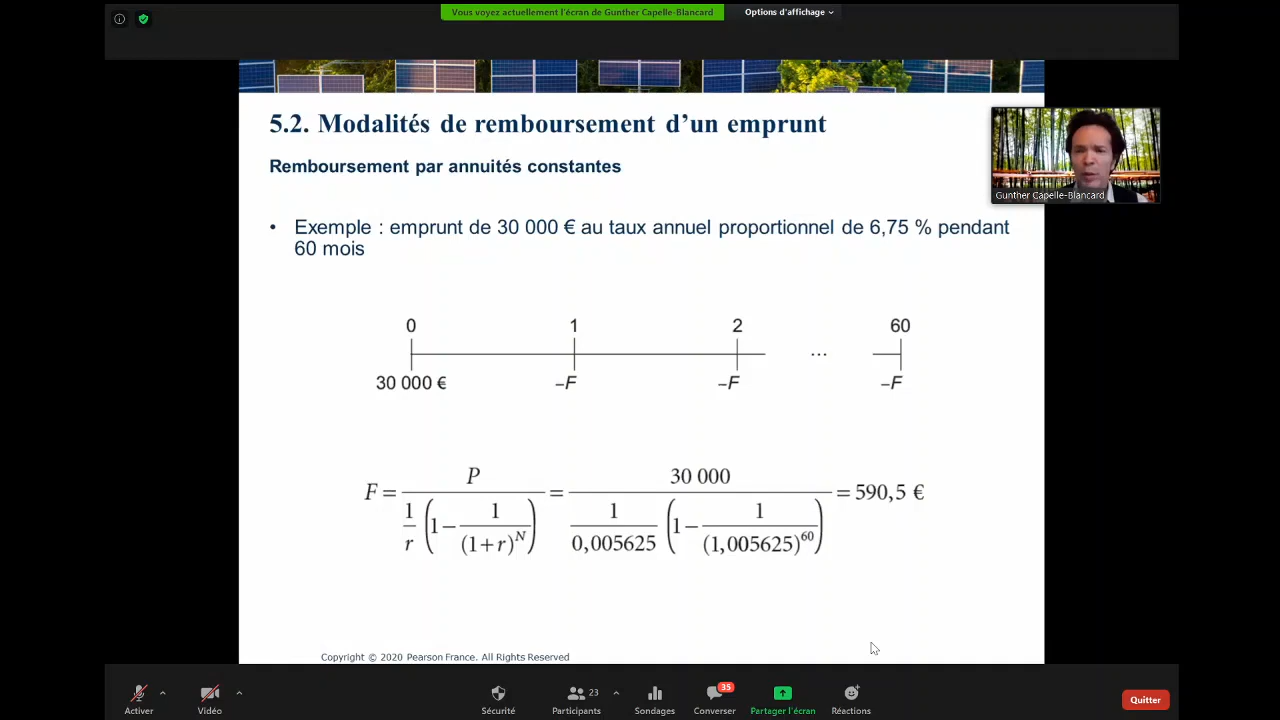 Vous voyez actuellement l'écran de Gunther Capelle-Blancard
Options d'affichage
5.2. Modalités de remboursement d'un emprunt
Remboursement par annuités constantes
Gunther Capelle-Blancard
• Exemple : emprunt de 30 000 € au taux annuel proportionnel de 6,75 % pendant
60 mois
0 1 2 60
...
30 000 € –F –F –F
F = P / (1/r (1 − 1/(1+r)^N)) = 30 000 / (1/0,005625 (1 − 1/(1,005625)^60)) = 590,5 €
Copyright © 2020 Pearson France. All Rights Reserved
23 35
Activer Vidéo Sécurité Participants Sondages Converser Partager l'écran Réactions Quitter